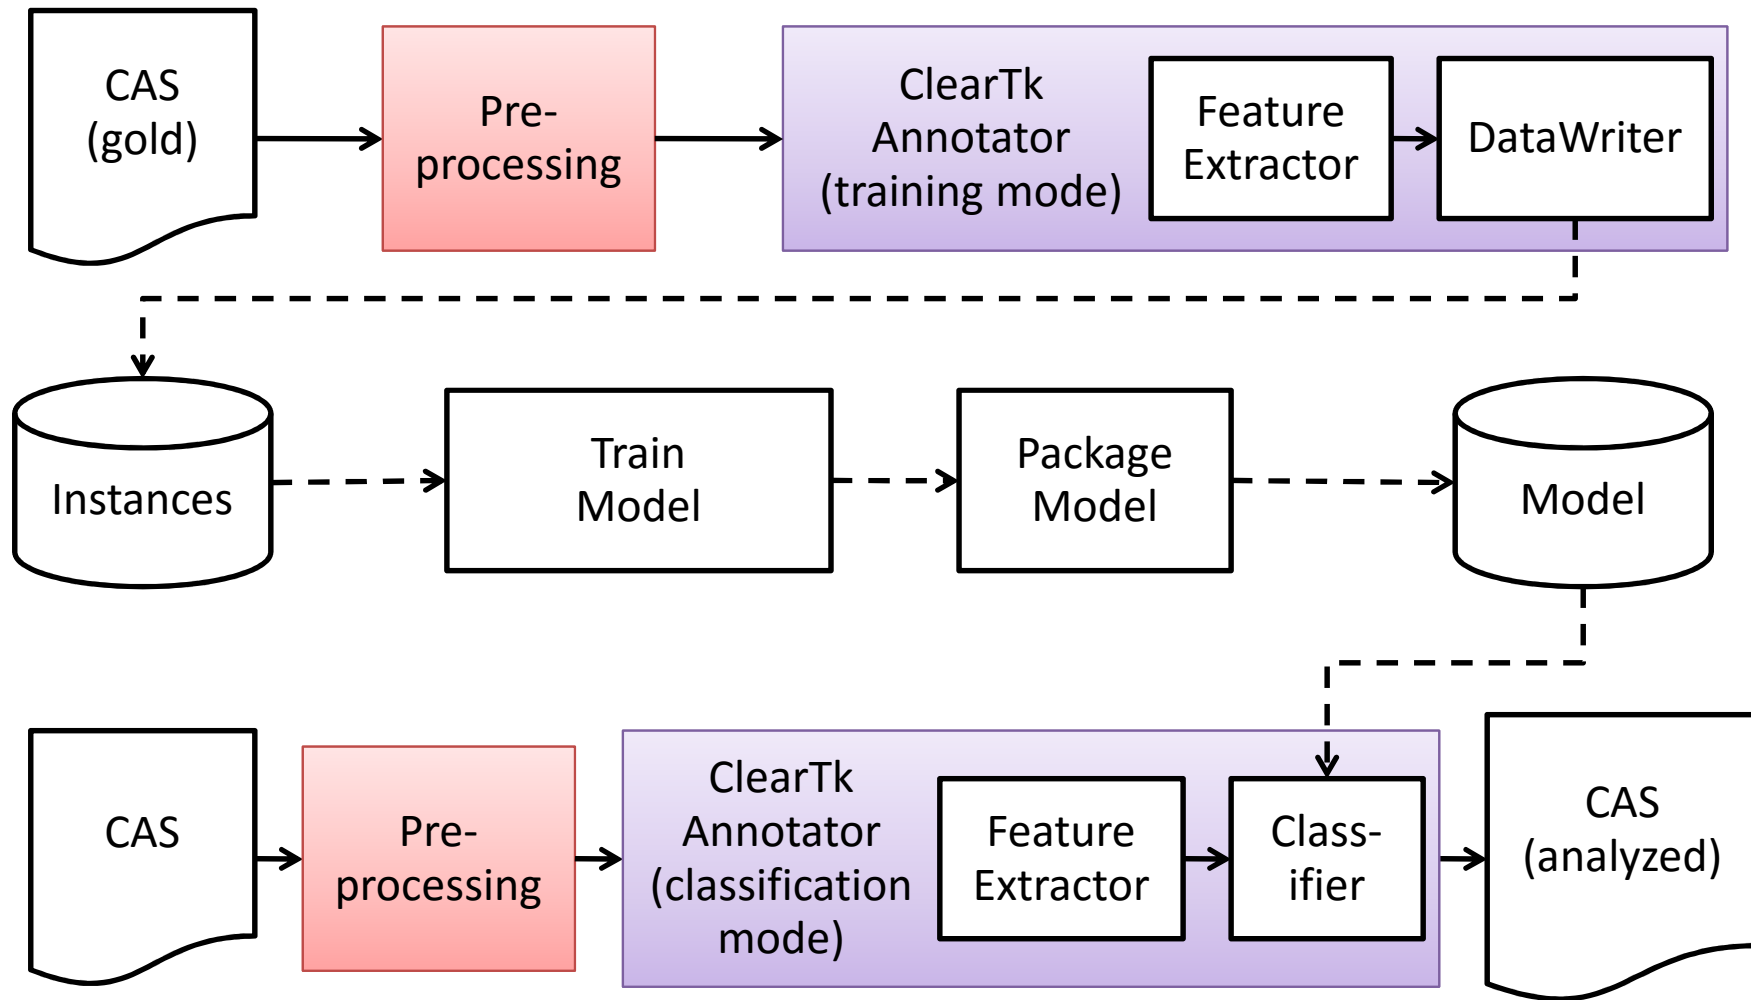 CAS
(gold)
Pre-
processing
ClearTk
Annotator
(training mode)
Feature
Extractor
DataWriter
Instances
Train
Model
Package
Model
Model
CAS
Pre-
processing
ClearTk
Annotator
(classification
mode)
Feature
Extractor
Class-
ifier
CAS
(analyzed)